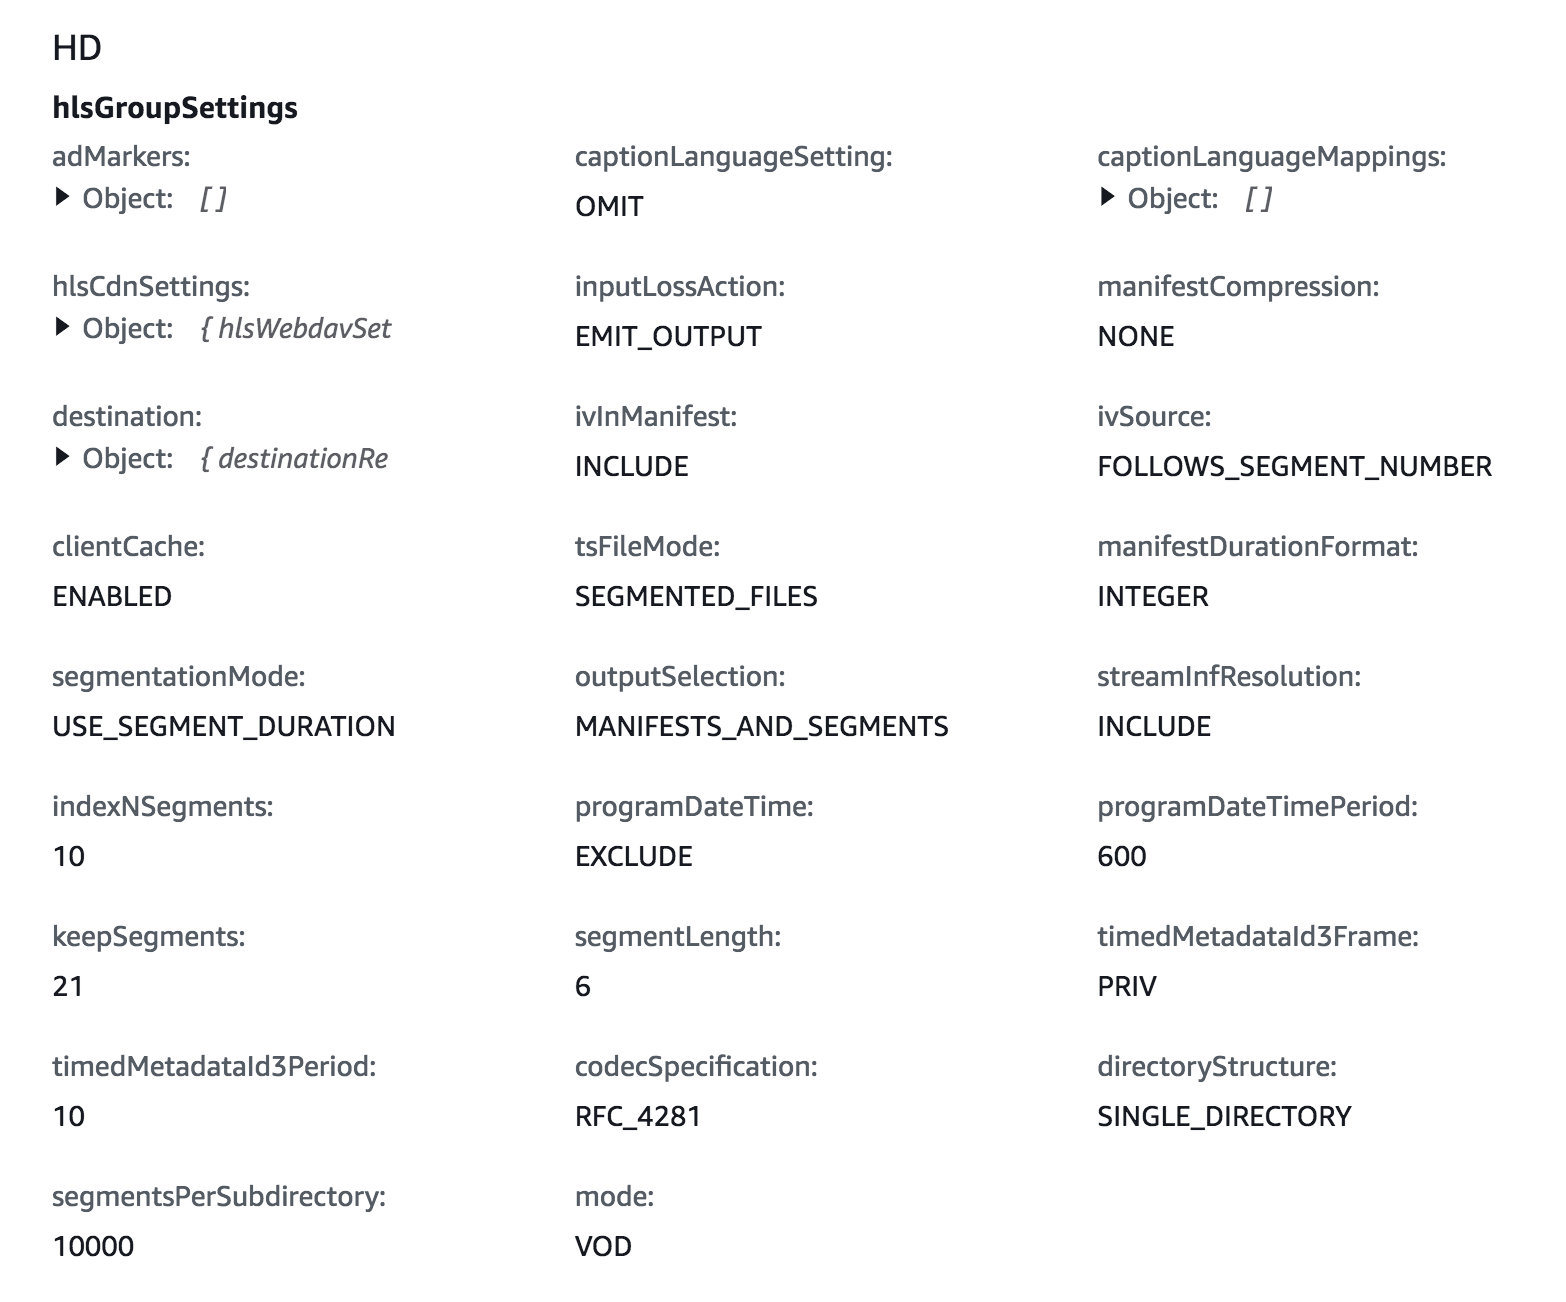 HD
hlsGroupSettings
adMarkers: captionLanguageSetting: captionLanguageMappings:
Object: [ ] OMIT Object: [ ]
hlsCdnSettings: inputLossAction: manifestCompression:
Object: { hlsWebdavSet EMIT_OUTPUT NONE
destination: ivInManifest: ivSource:
Object: { destinationRe INCLUDE FOLLOWS_SEGMENT_NUMBER
clientCache: tsFileMode: manifestDurationFormat:
ENABLED SEGMENTED_FILES INTEGER
segmentationMode: outputSelection: streamInfResolution:
USE_SEGMENT_DURATION MANIFESTS_AND_SEGMENTS INCLUDE
indexNSegments: programDateTime: programDateTimePeriod:
10 EXCLUDE 600
keepSegments: segmentLength: timedMetadataId3Frame:
21 6 PRIV
timedMetadataId3Period: codecSpecification: directoryStructure:
10 RFC_4281 SINGLE_DIRECTORY
segmentsPerSubdirectory: mode:
10000 VOD